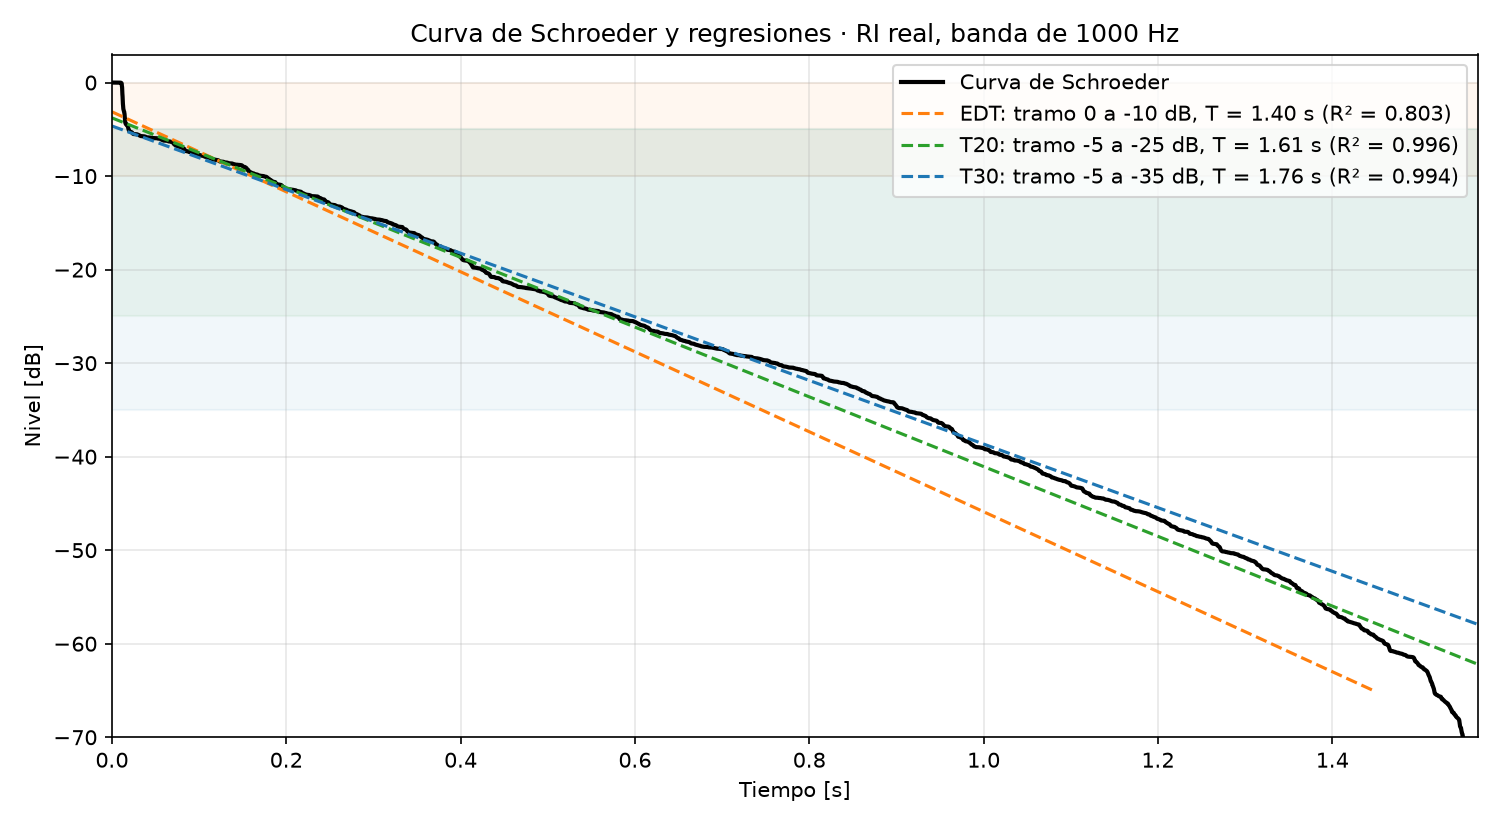 Curva de Schroeder y regresiones · RI real, banda de 1000 Hz
Curva de Schroeder
EDT: tramo 0 a -10 dB, T = 1.40 s (R² = 0.803)
T20: tramo -5 a -25 dB, T = 1.61 s (R² = 0.996)
T30: tramo -5 a -35 dB, T = 1.76 s (R² = 0.994)
Nivel [dB]
0
−10
−20
−30
−40
−50
−60
−70
0.0 0.2 0.4 0.6 0.8 1.0 1.2 1.4
Tiempo [s]